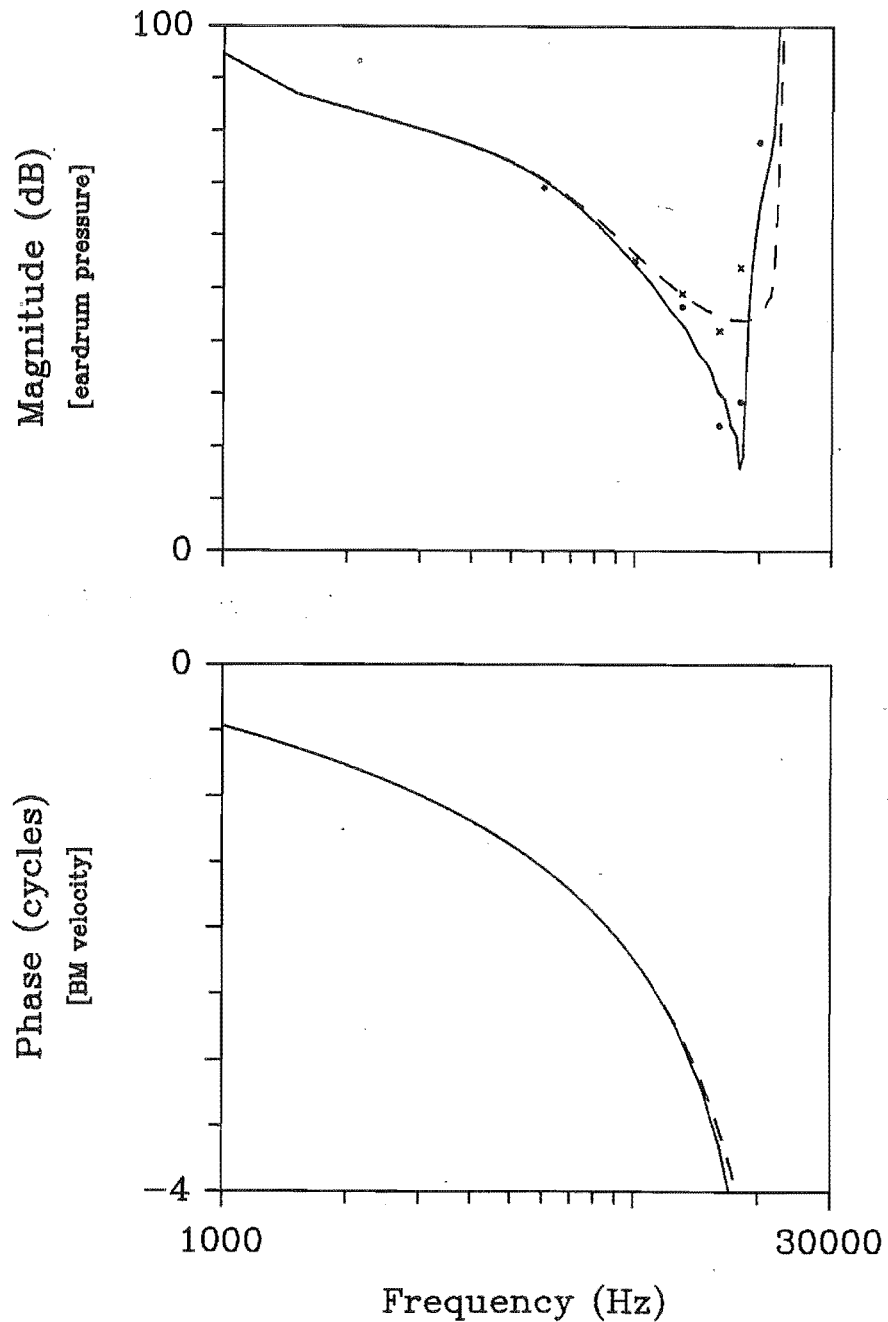 100
Magnitude (dB)
[eardrum pressure]
0
0
Phase (cycles)
[BM velocity]
-4
1000
30000
Frequency (Hz)